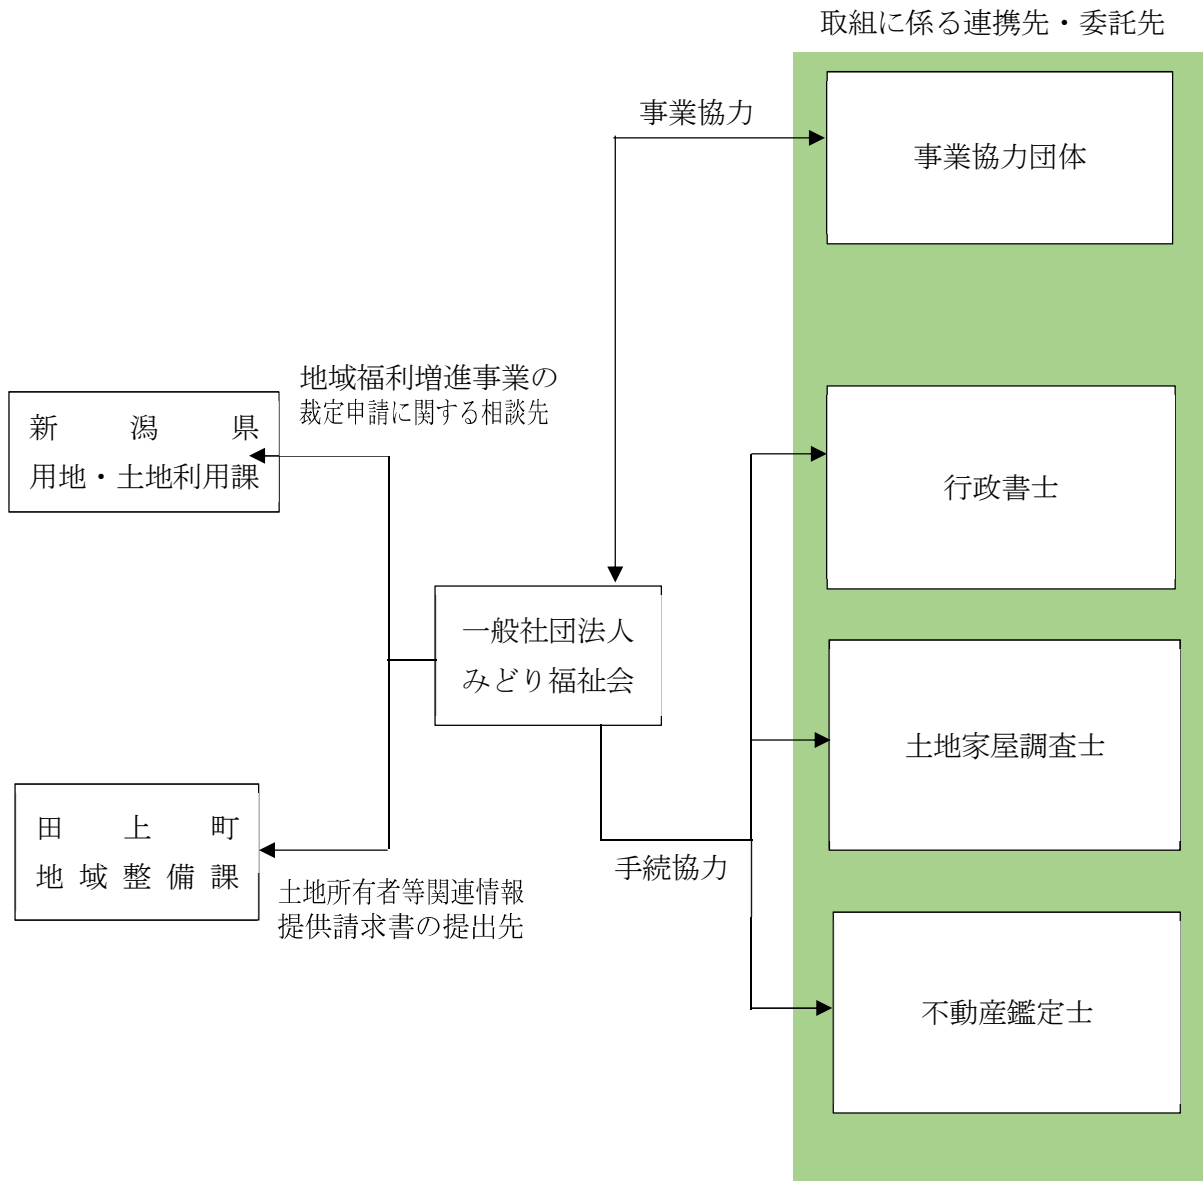 取組に係る連携先・委託先
事業協力
事業協力団体
地域福利増進事業の
裁定申請に関する相談先
新潟県
用地・土地利用課
行政書士
一般社団法人
みどり福祉会
土地家屋調査士
田上町
地域整備課
手続協力
土地所有者等関連情報
提供請求書の提出先
不動産鑑定士